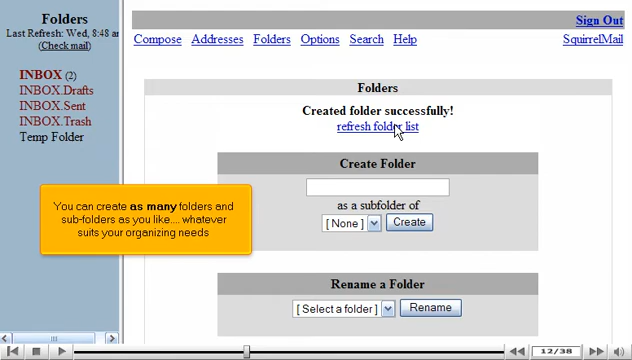 Folders
Last Refresh: Wed, 8:48 a
(Check mail)
INBOX (2)
INBOX.Drafts
INBOX.Sent
INBOX.Trash
Temp Folder
Sign Out
Compose Addresses Folders Options Search Help SquirrelMail
Folders
Created folder successfully!
refresh folder list
Create Folder
as a subfolder of
[ None ] Create
You can create as many folders and
sub-folders as you like.... whatever
suits your organizing needs
Rename a Folder
[ Select a folder ] Rename
12/38